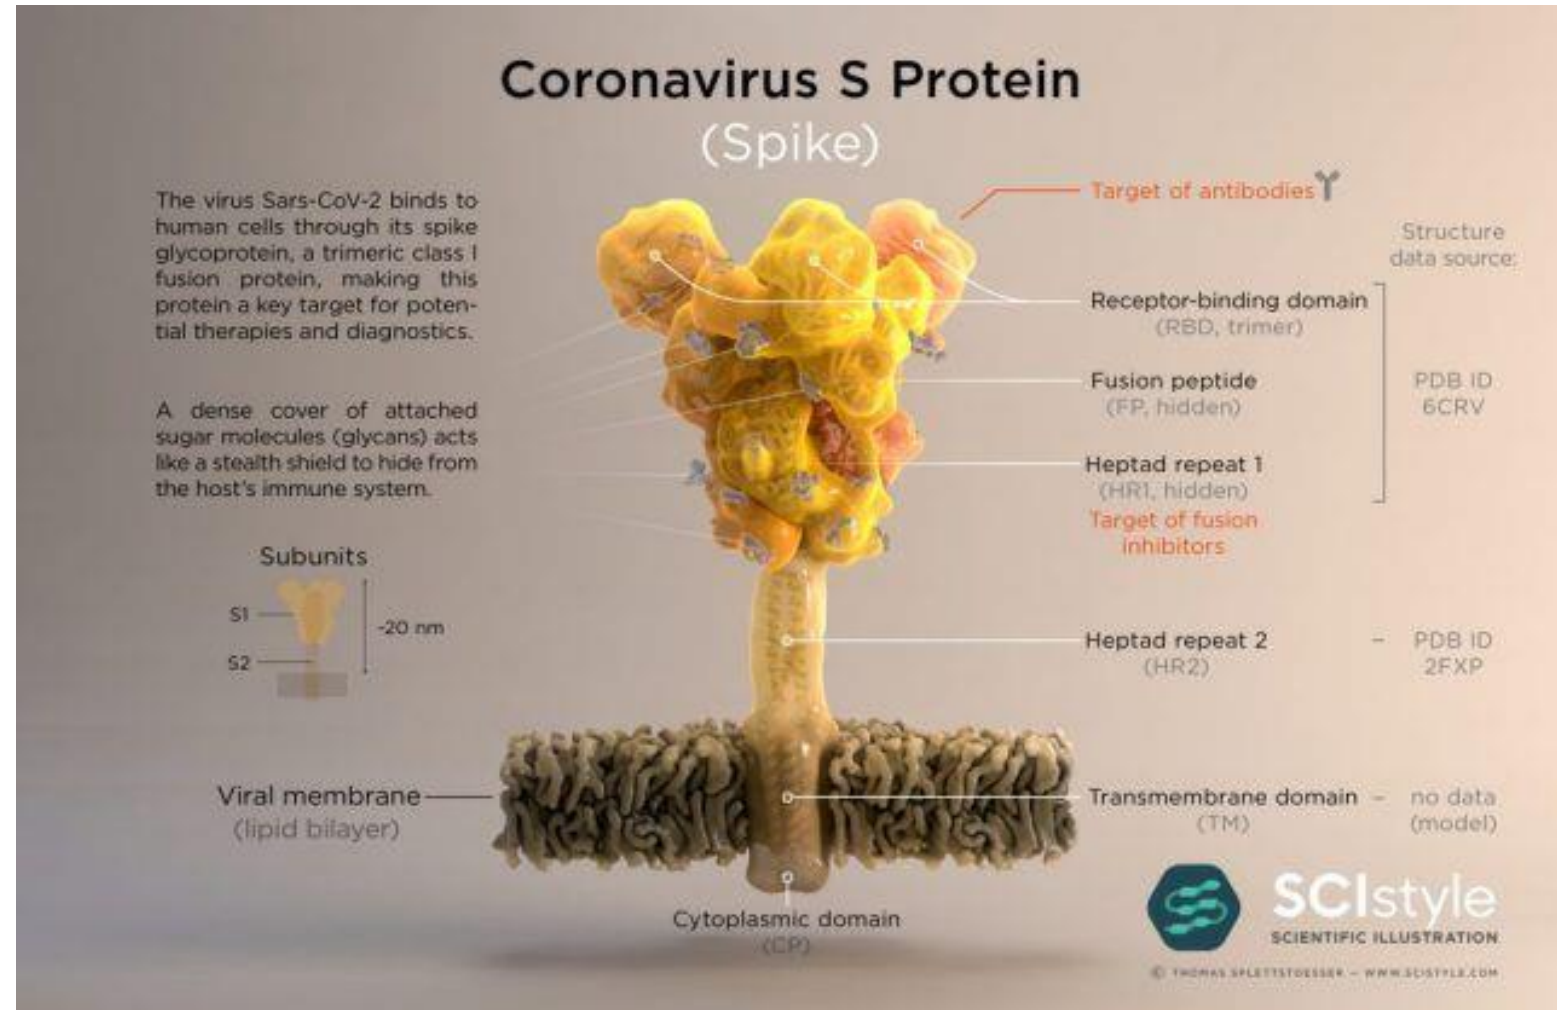 Coronavirus S Protein
(Spike)
The virus Sars-CoV-2 binds to
human cells through its spike
glycoprotein, a trimeric class I
fusion protein, making this
protein a key target for poten-
tial therapies and diagnostics.
A dense cover of attached
sugar molecules (glycans) acts
like a stealth shield to hide from
the host's immune system.
Subunits
S1
~20 nm
S2
Viral membrane
(lipid bilayer)
Target of antibodies
Structure
data source:
Receptor-binding domain
(RBD, trimer)
Fusion peptide
(FP, hidden)
PDB ID
6CRV
Heptad repeat 1
(HR1, hidden)
Target of fusion
inhibitors
Heptad repeat 2
(HR2)
– PDB ID
2FXP
Transmembrane domain – no data
(TM)
(model)
Cytoplasmic domain
(CP)
SCIstyle
SCIENTIFIC ILLUSTRATION
© THOMAS SPLETTSTOESSER – WWW.SCISTYLE.COM